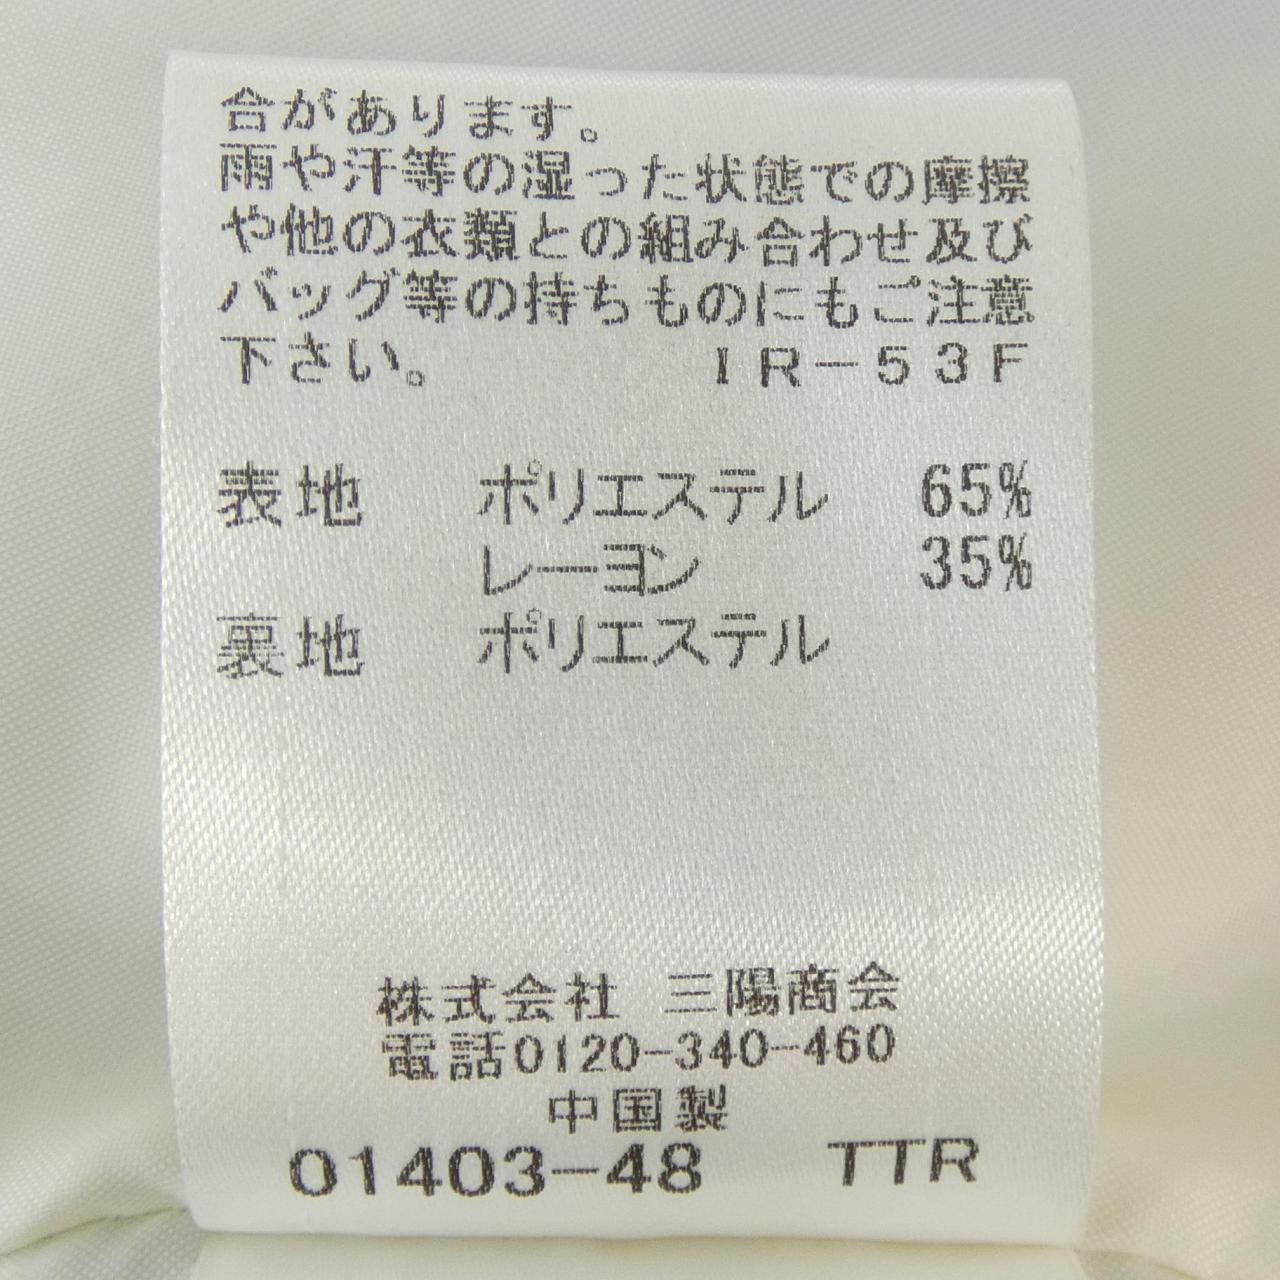 合があります。
雨や汗等の湿った状態での摩擦
や他の衣類との組み合わせ及び
バッグ等の持ちものにもご注意
下さい。 IR-53F
表地 ポリエステル 65%
レーヨン 35%
裏地 ポリエステル
株式会社 三陽商会
電話0120-340-460
中国製
01403-48 TTR